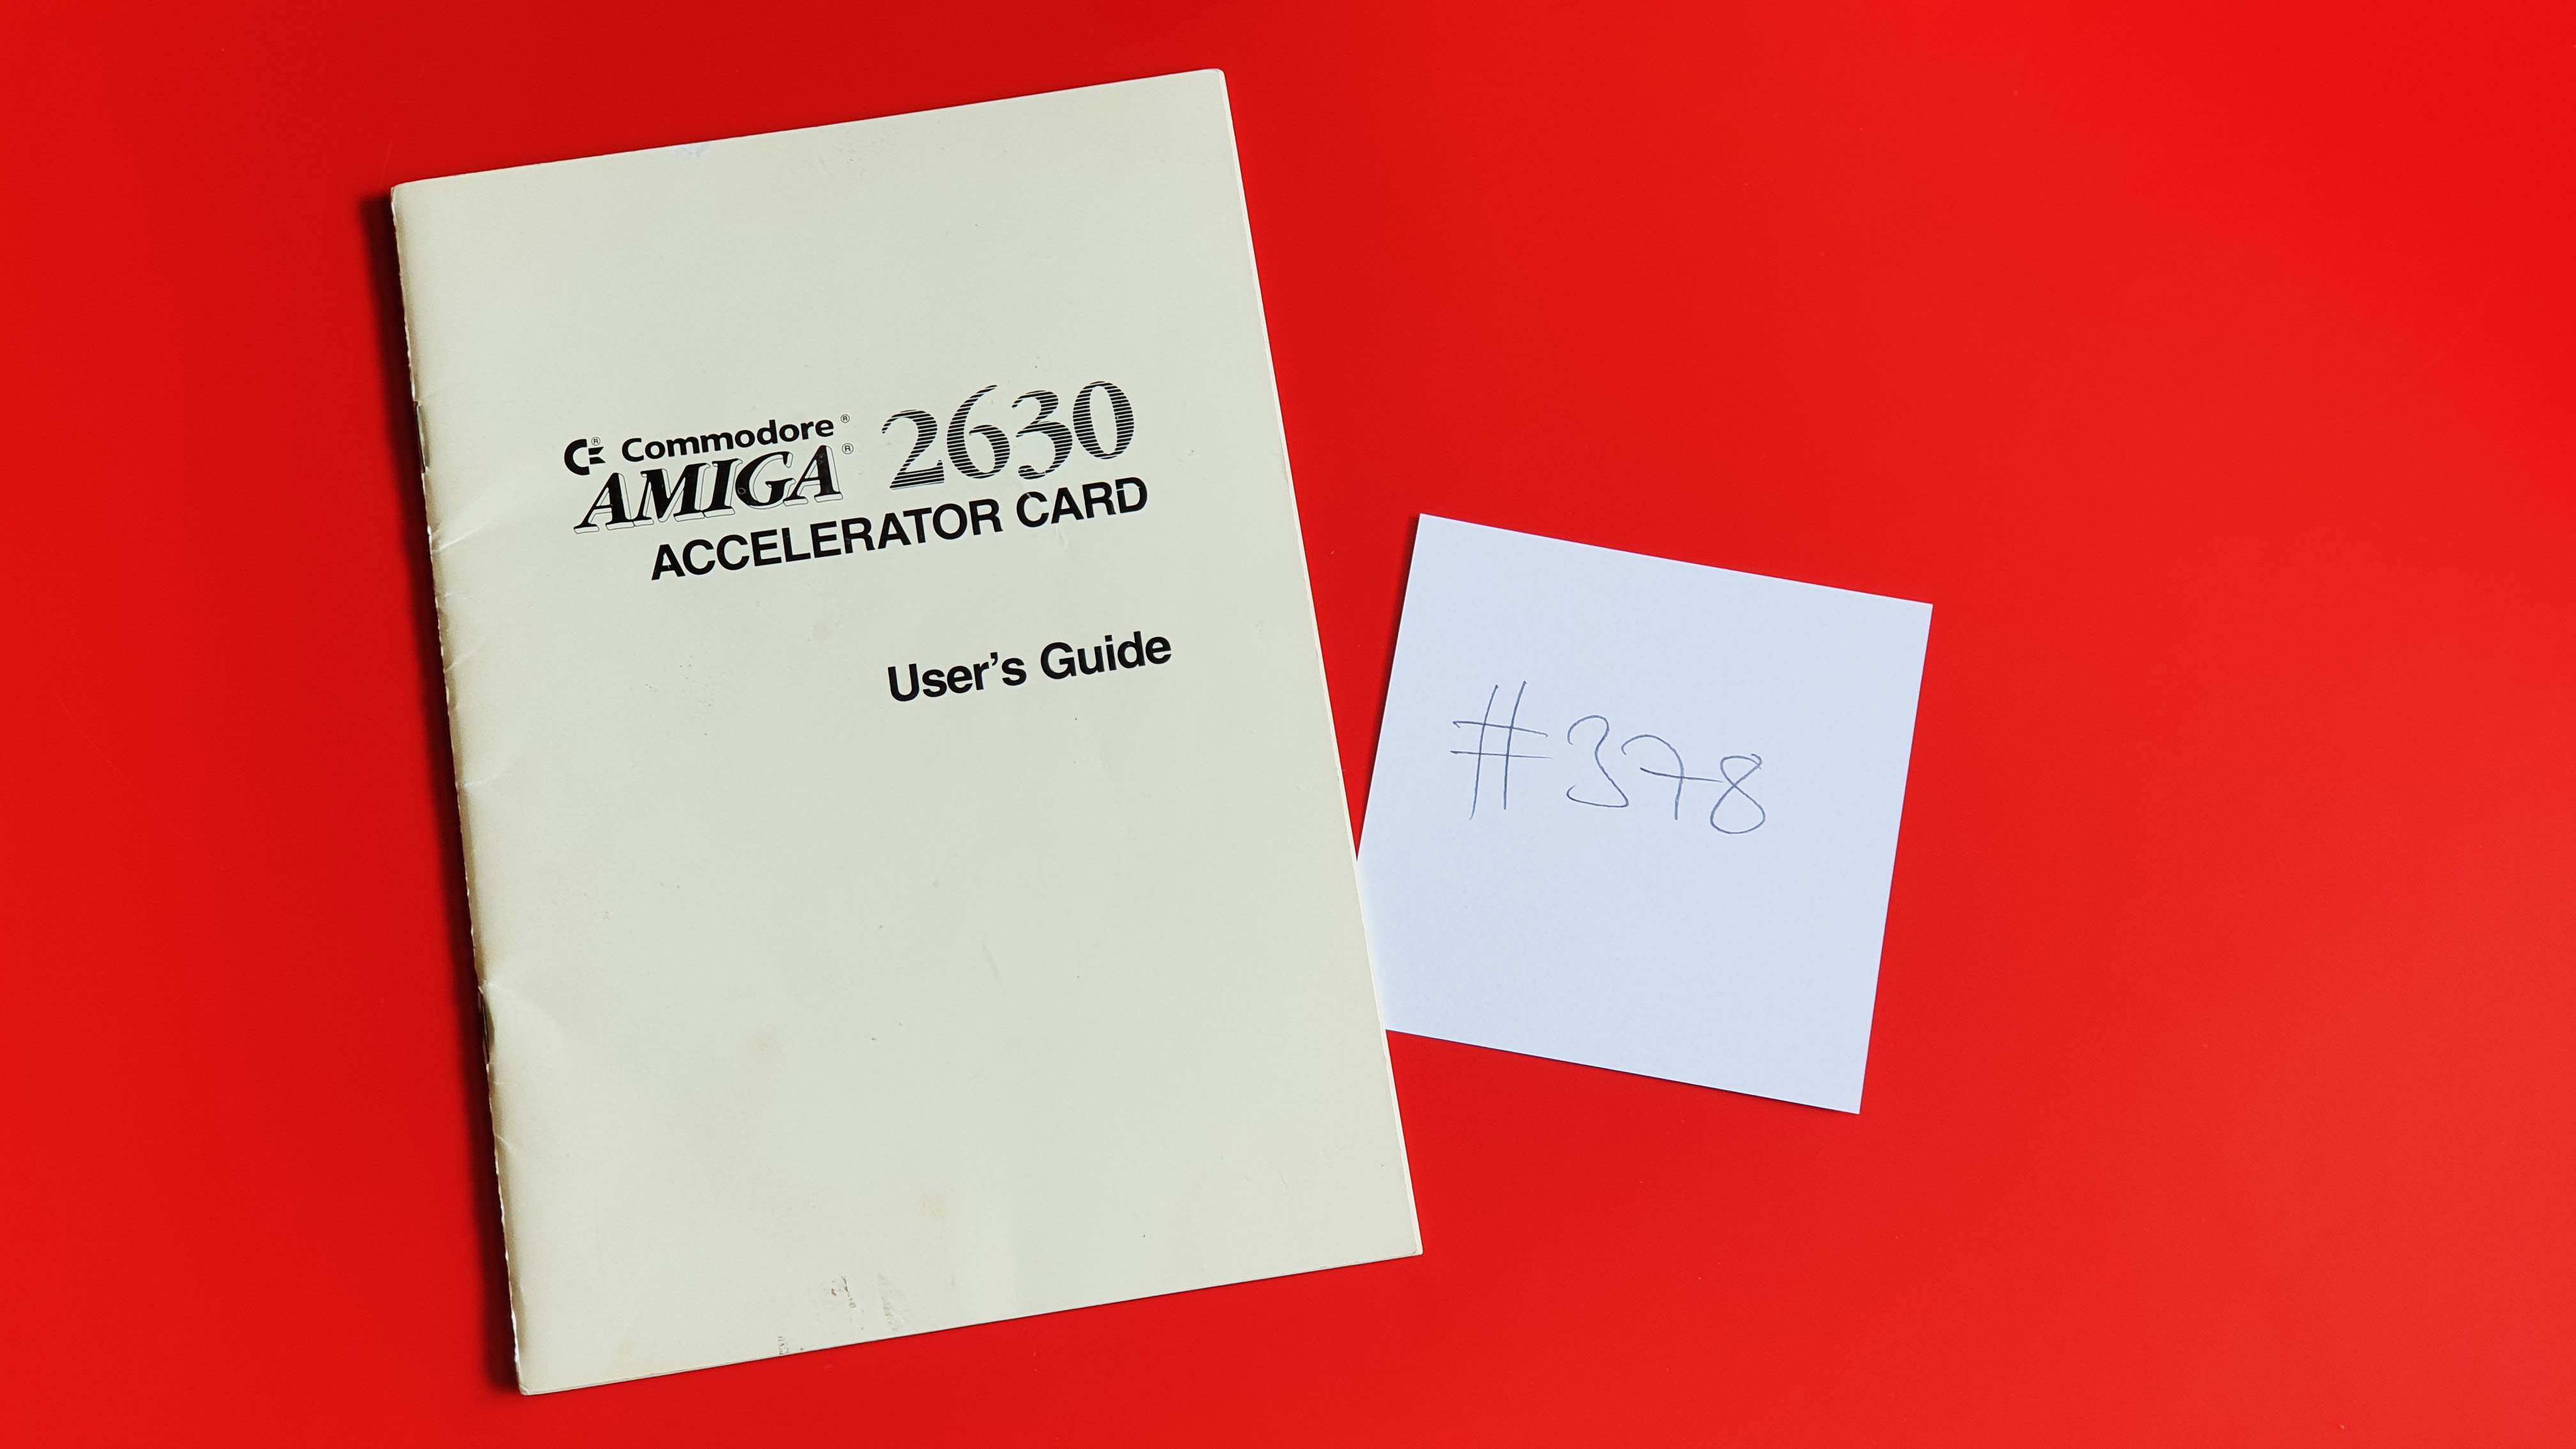 Commodore® 2630
AMIGA®
ACCELERATOR CARD
User's Guide
#378